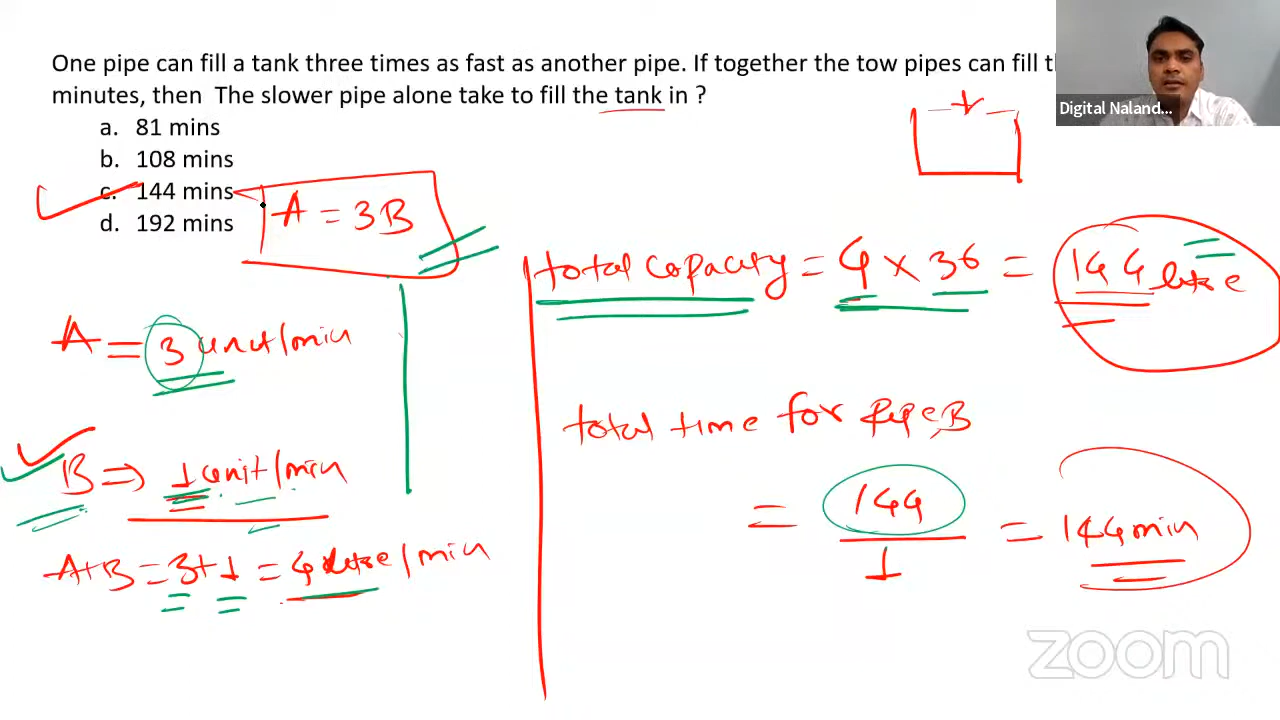 One pipe can fill a tank three times as fast as another pipe. If together the tow pipes can fill th
minutes, then The slower pipe alone take to fill the tank in ?
a. 81 mins
b. 108 mins
c. 144 mins
d. 192 mins
Digital Naland...
A = 3B
total capacity = 4 × 36 = 144 litre
A = 3 unit/min
total time for pipe B
B ⇒ 1 unit/min
= 144 / 1 = 144 min
A+B = 3+1 = 4 litre/min
zoom